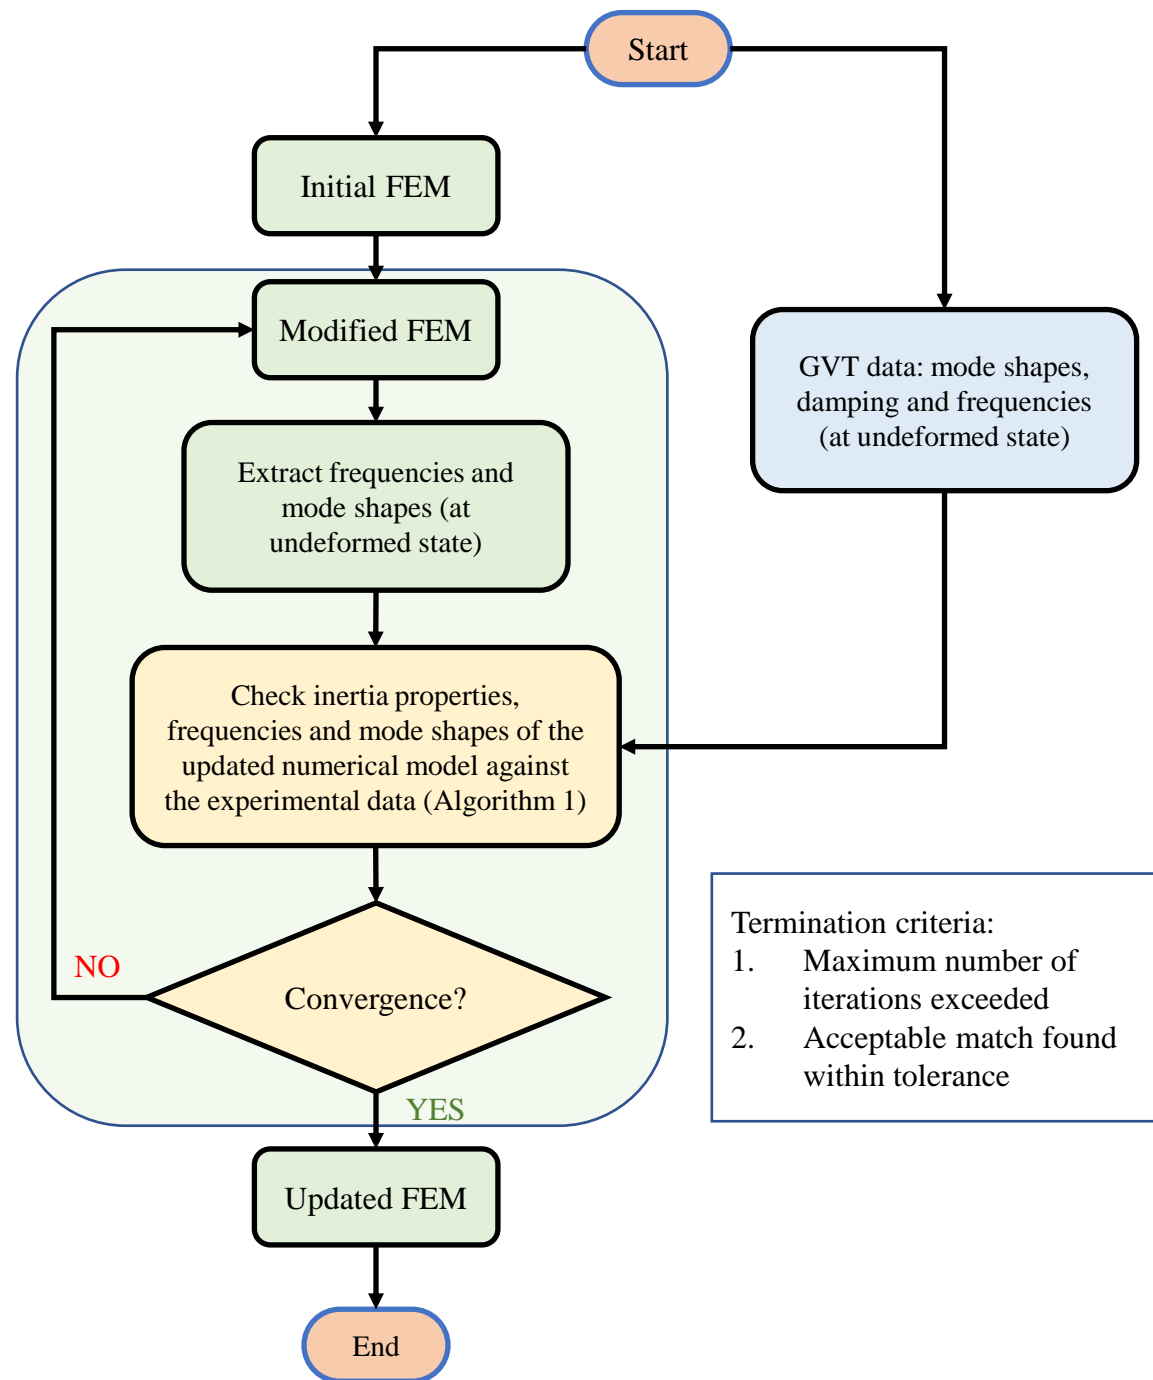 Start
Initial FEM
Modified FEM
GVT data: mode shapes,
damping and frequencies
(at undeformed state)
Extract frequencies and
mode shapes (at
undeformed state)
Check inertia properties,
frequencies and mode shapes of the
updated numerical model against
the experimental data (Algorithm 1)
Termination criteria:
1. Maximum number of
iterations exceeded
2. Acceptable match found
within tolerance
NO
Convergence?
YES
Updated FEM
End